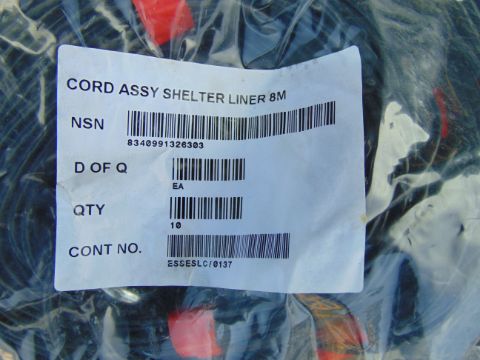 CORD ASSY SHELTER LINER 8M
NSN
8340991326303
D OF Q
EA
QTY
10
CONT NO.
ESSESLC/0137